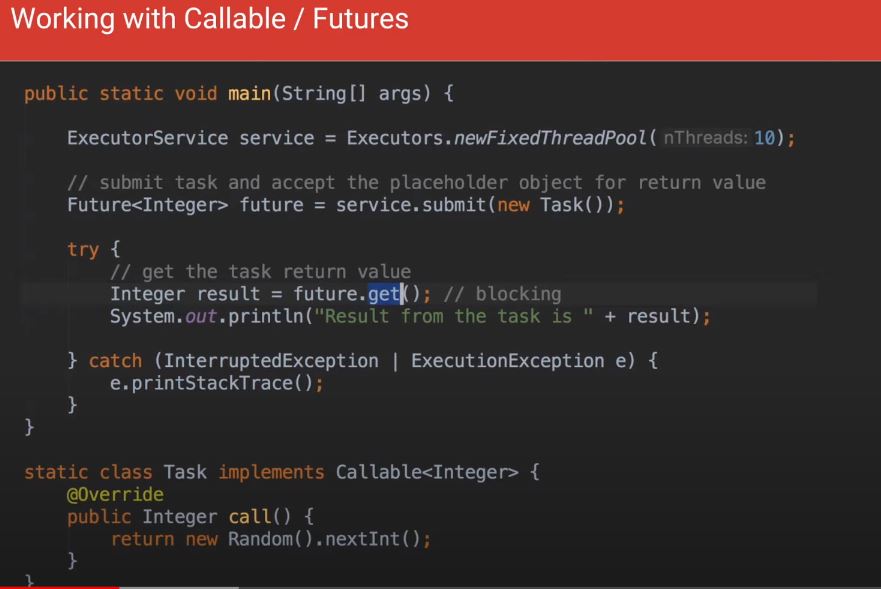 Working with Callable / Futures
public static void main(String[] args) {
ExecutorService service = Executors.newFixedThreadPool( nThreads: 10);
// submit task and accept the placeholder object for return value
Future<Integer> future = service.submit(new Task());
try {
// get the task return value
Integer result = future.get(); // blocking
System.out.println("Result from the task is " + result);
} catch (InterruptedException | ExecutionException e) {
e.printStackTrace();
}
}
static class Task implements Callable<Integer> {
@Override
public Integer call() {
return new Random().nextInt();
}
}